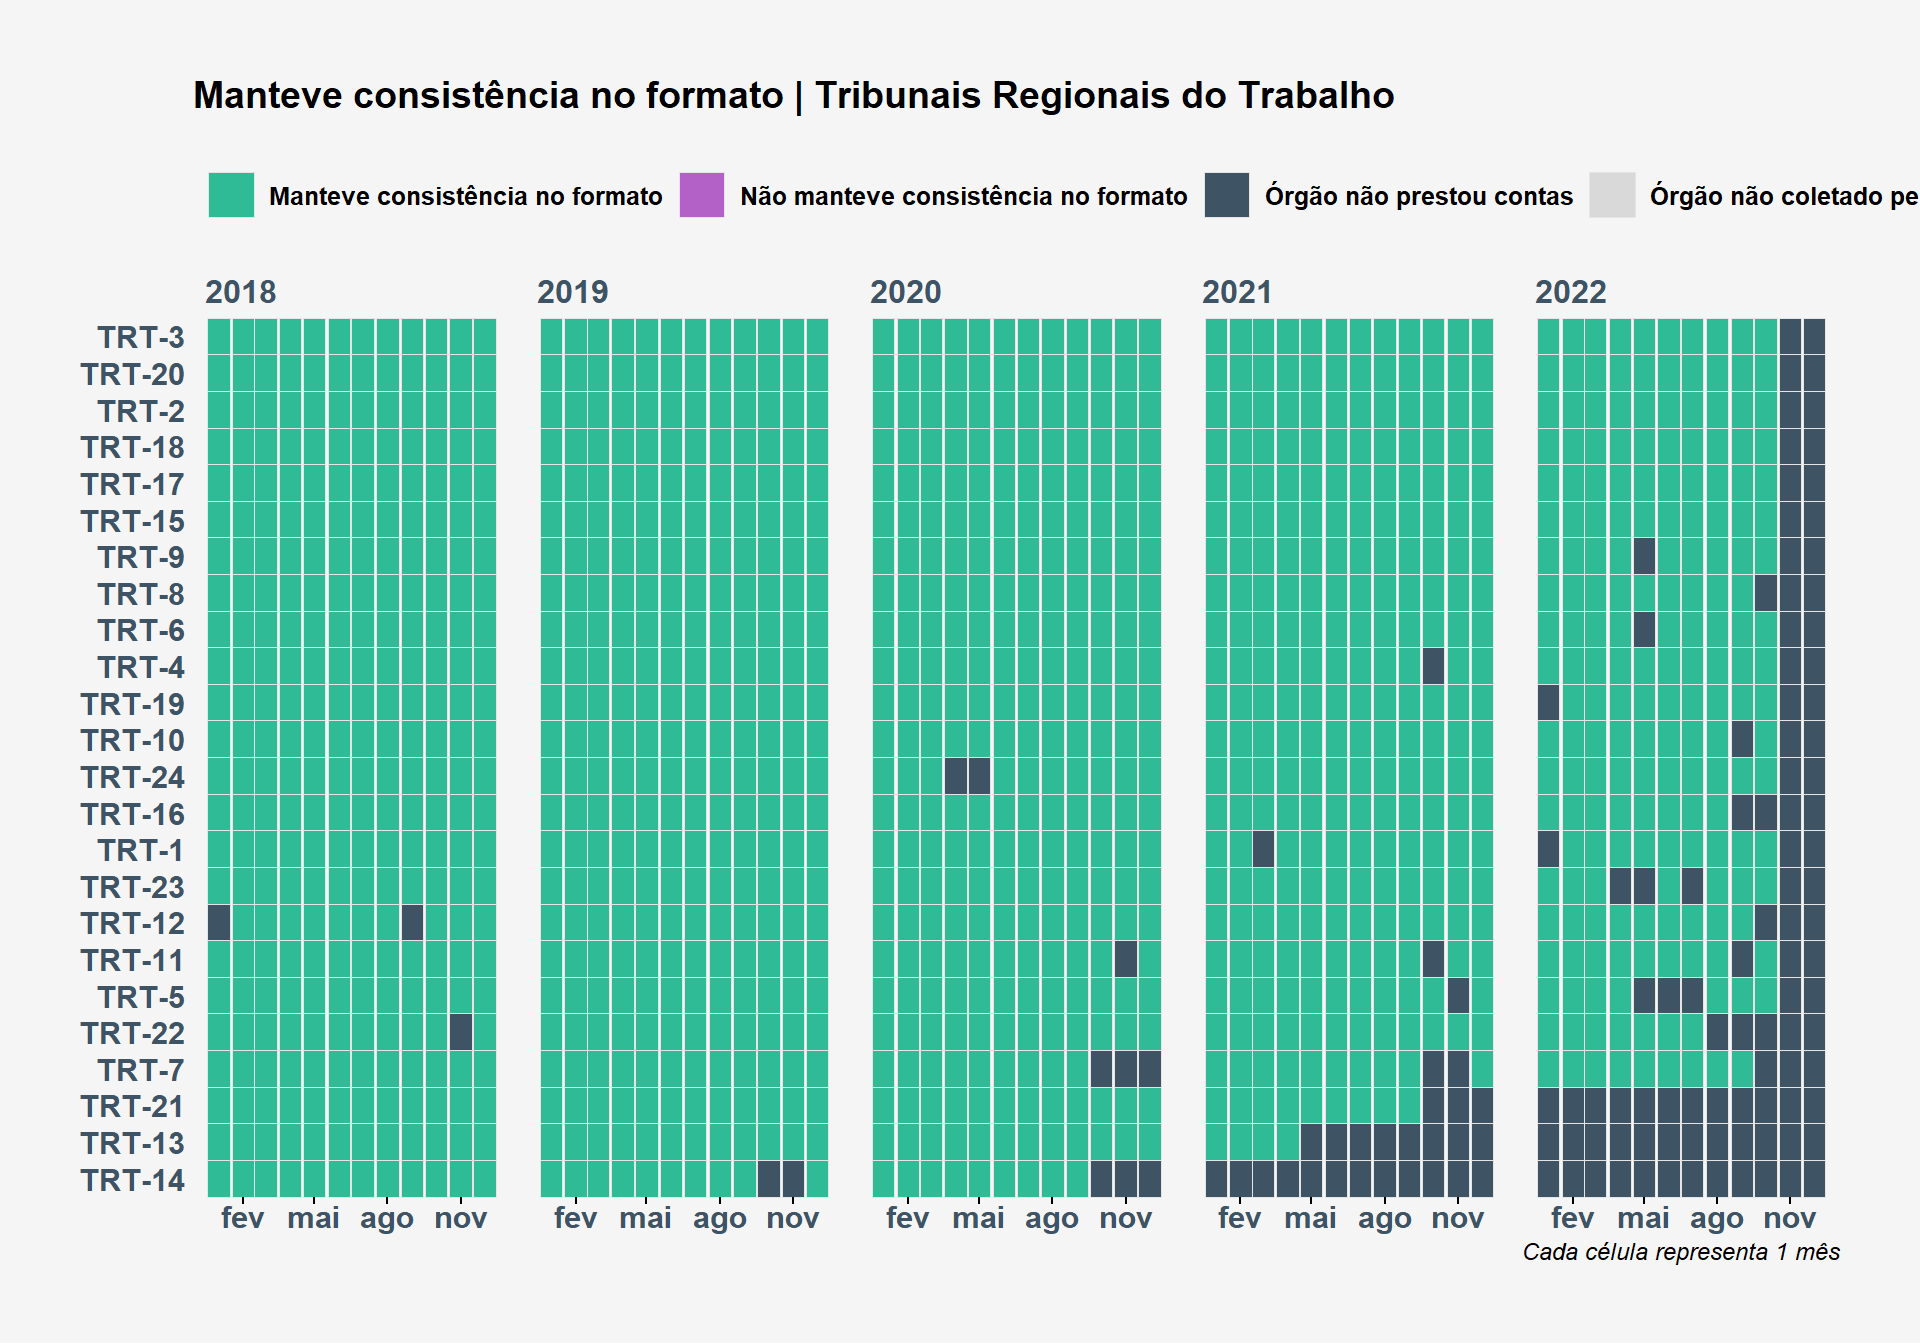 Manteve consistência no formato | Tribunais Regionais do Trabalho
Manteve consistência no formato Não manteve consistência no formato Órgão não prestou contas Órgão não coletado pe
2018 2019 2020 2021 2022
TRT-3
TRT-20
TRT-2
TRT-18
TRT-17
TRT-15
TRT-9
TRT-8
TRT-6
TRT-4
TRT-19
TRT-10
TRT-24
TRT-16
TRT-1
TRT-23
TRT-12
TRT-11
TRT-5
TRT-22
TRT-7
TRT-21
TRT-13
TRT-14
fev mai ago nov fev mai ago nov fev mai ago nov fev mai ago nov fev mai ago nov
Cada célula representa 1 mês